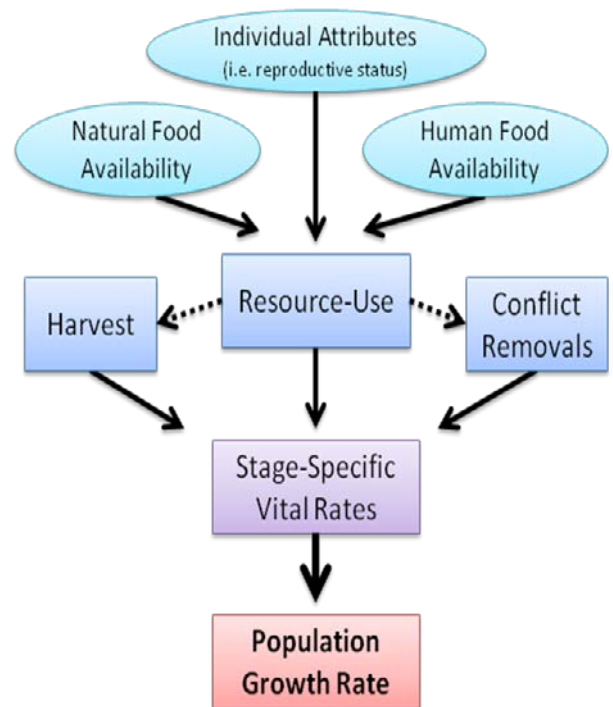 Individual Attributes
(i.e. reproductive status)
Natural Food
Availability
Human Food
Availability
Harvest
Resource-Use
Conflict
Removals
Stage-Specific
Vital Rates
Population
Growth Rate